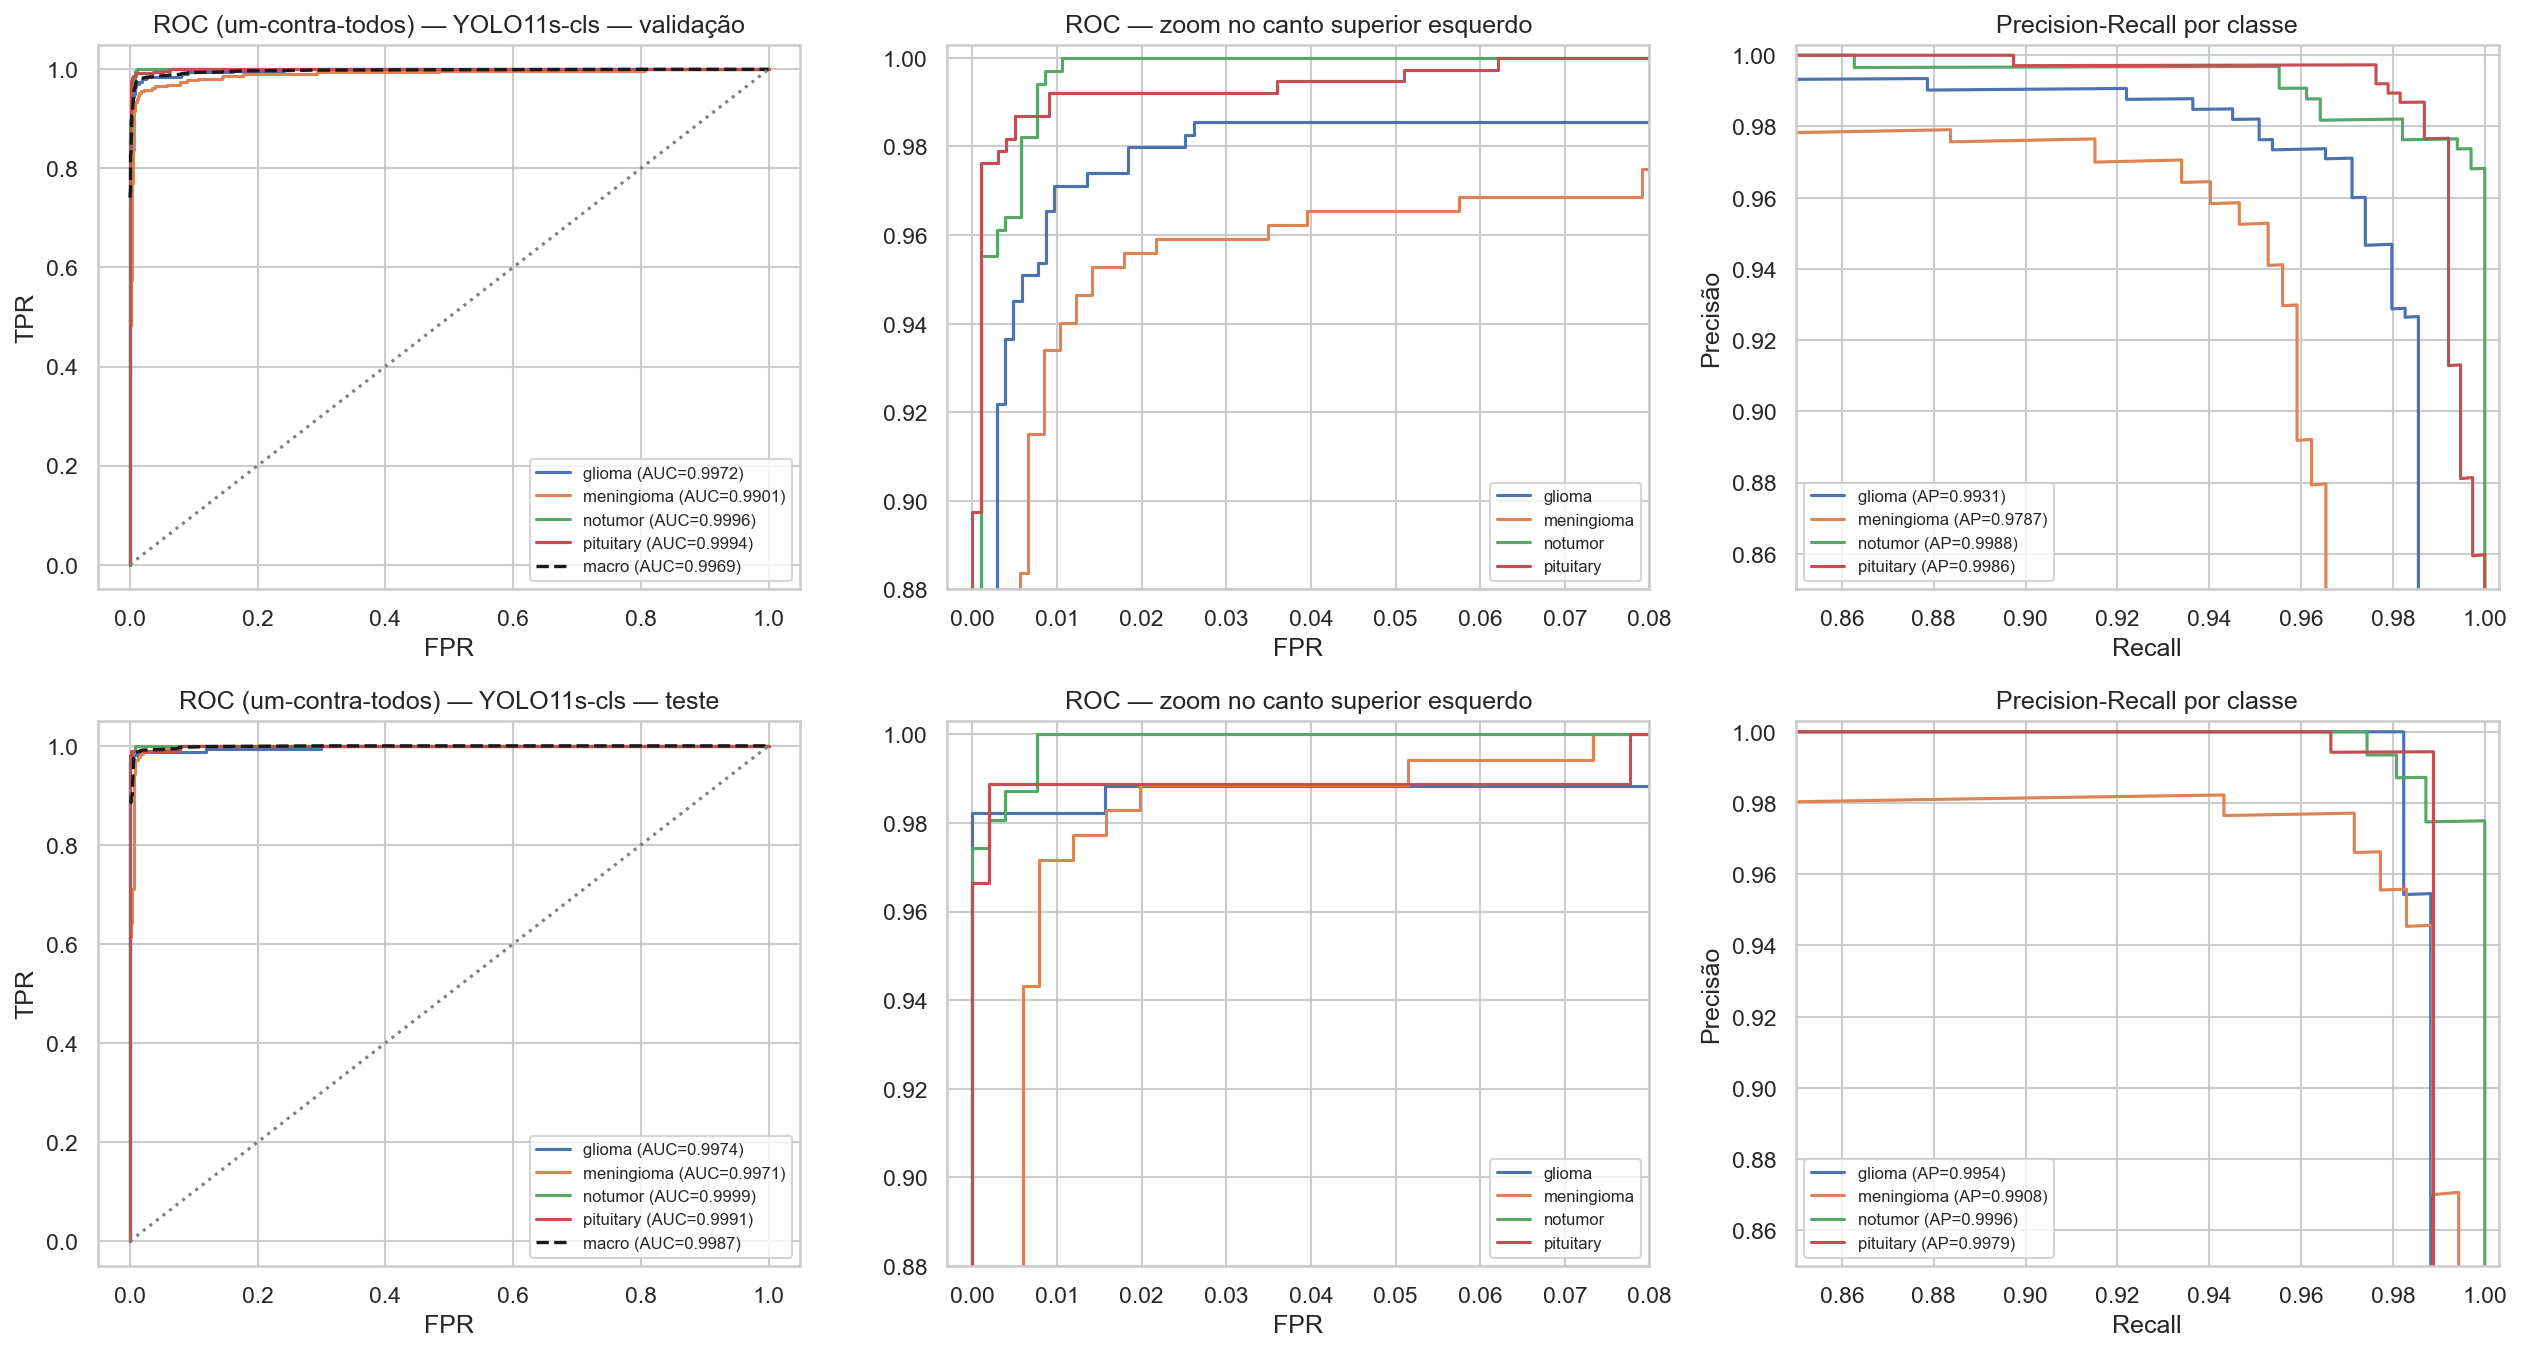 ROC (um-contra-todos) — YOLO11s-cls — validação
TPR
1.0
0.8
0.6
0.4
0.2
0.0
glioma (AUC=0.9972)
meningioma (AUC=0.9901)
notumor (AUC=0.9996)
pituitary (AUC=0.9994)
macro (AUC=0.9969)
0.0 0.2 0.4 0.6 0.8 1.0
FPR
ROC — zoom no canto superior esquerdo
1.00
0.98
0.96
0.94
0.92
0.90
0.88
glioma
meningioma
notumor
pituitary
0.00 0.01 0.02 0.03 0.04 0.05 0.06 0.07 0.08
FPR
Precision-Recall por classe
Precisão
1.00
0.98
0.96
0.94
0.92
0.90
0.88
0.86
glioma (AP=0.9931)
meningioma (AP=0.9787)
notumor (AP=0.9988)
pituitary (AP=0.9986)
0.86 0.88 0.90 0.92 0.94 0.96 0.98 1.00
Recall
ROC (um-contra-todos) — YOLO11s-cls — teste
TPR
1.0
0.8
0.6
0.4
0.2
0.0
glioma (AUC=0.9974)
meningioma (AUC=0.9971)
notumor (AUC=0.9999)
pituitary (AUC=0.9991)
macro (AUC=0.9987)
0.0 0.2 0.4 0.6 0.8 1.0
FPR
ROC — zoom no canto superior esquerdo
1.00
0.98
0.96
0.94
0.92
0.90
0.88
glioma
meningioma
notumor
pituitary
0.00 0.01 0.02 0.03 0.04 0.05 0.06 0.07 0.08
FPR
Precision-Recall por classe
Precisão
1.00
0.98
0.96
0.94
0.92
0.90
0.88
0.86
glioma (AP=0.9954)
meningioma (AP=0.9908)
notumor (AP=0.9996)
pituitary (AP=0.9979)
0.86 0.88 0.90 0.92 0.94 0.96 0.98 1.00
Recall